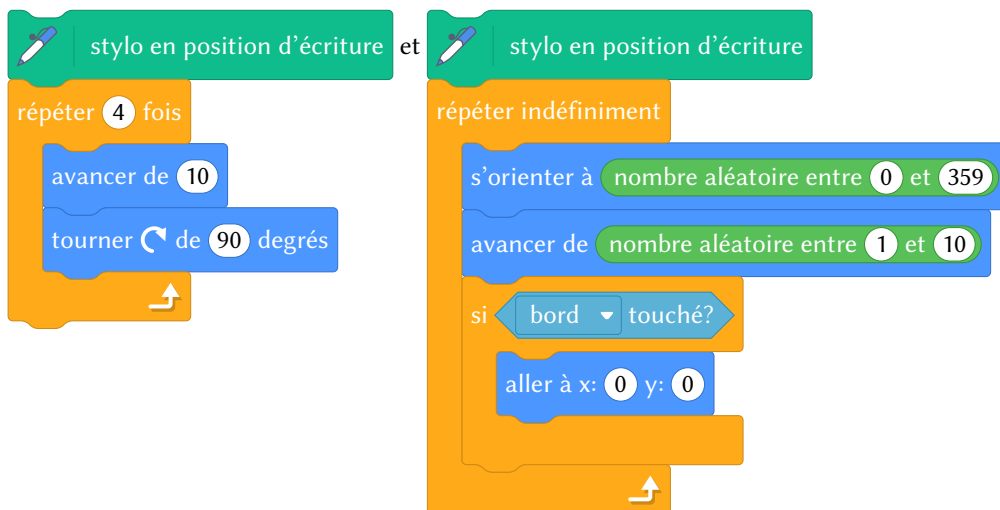 stylo en position d’écriture et stylo en position d’écriture
répéter 4 fois
avancer de 10
tourner de 90 degrés
répéter indéfiniment
s’orienter à nombre aléatoire entre 0 et 359
avancer de nombre aléatoire entre 1 et 10
si bord touché?
aller à x: 0 y: 0